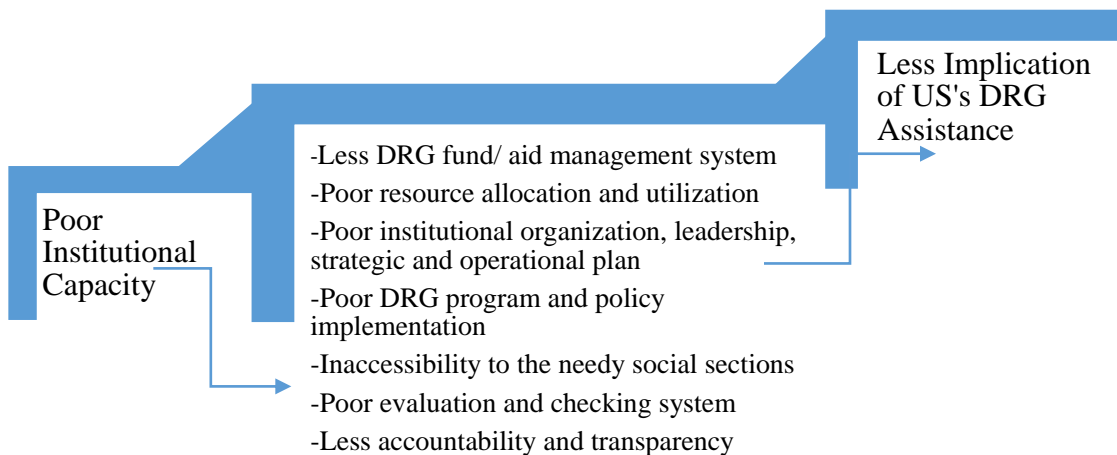 Poor
Institutional
Capacity
-Less DRG fund/ aid management system
-Poor resource allocation and utilization
-Poor institutional organization, leadership,
strategic and operational plan
-Poor DRG program and policy
implementation
-Inaccessibility to the needy social sections
-Poor evaluation and checking system
-Less accountability and transparency
Less Implication
of US's DRG
Assistance